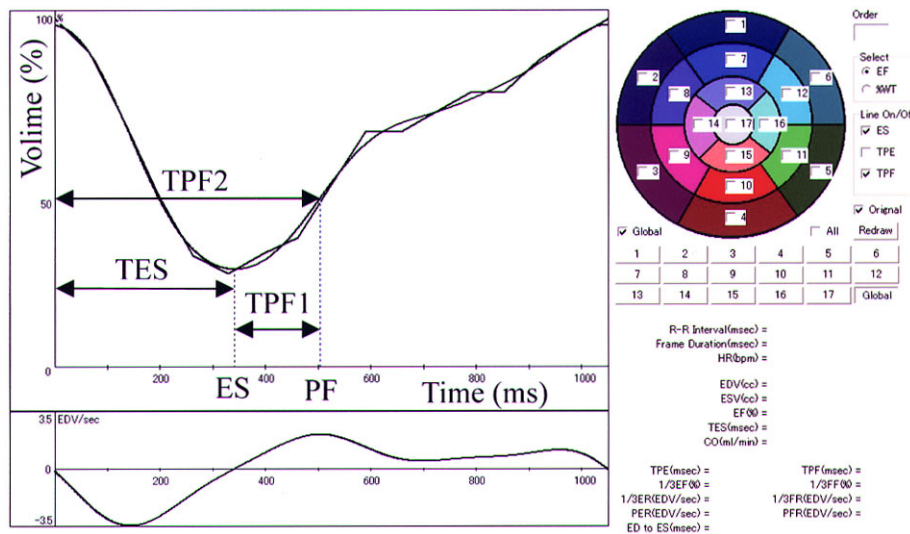 100
%
Volime (%)
50
0
TPF2
TES
TPF1
200
400
600
800
1000
ES
PF
Time (ms)
35
EDV/sec
0
-35
200
400
600
800
1000
1
2
3
4
5
6
7
8
9
10
11
12
13
14
15
16
17
Order
Select
EF
%WT
Line On/Of
ES
TPE
TPF
Orignal
Global
All
Redraw
1 2 3 4 5 6
7 8 9 10 11 12
13 14 15 16 17 Global
R-R Interval(msec) =
Frame Duration(msec) =
HR(bpm) =
EDV(cc) =
ESV(cc) =
EF(%) =
TES(msec) =
CO(ml/min) =
TPE(msec) = TPF(msec) =
1/3EF(%) = 1/3FF(%) =
1/3ER(EDV/sec) = 1/3FR(EDV/sec) =
PER(EDV/sec) = PFR(EDV/sec) =
ED to ES(msec) =